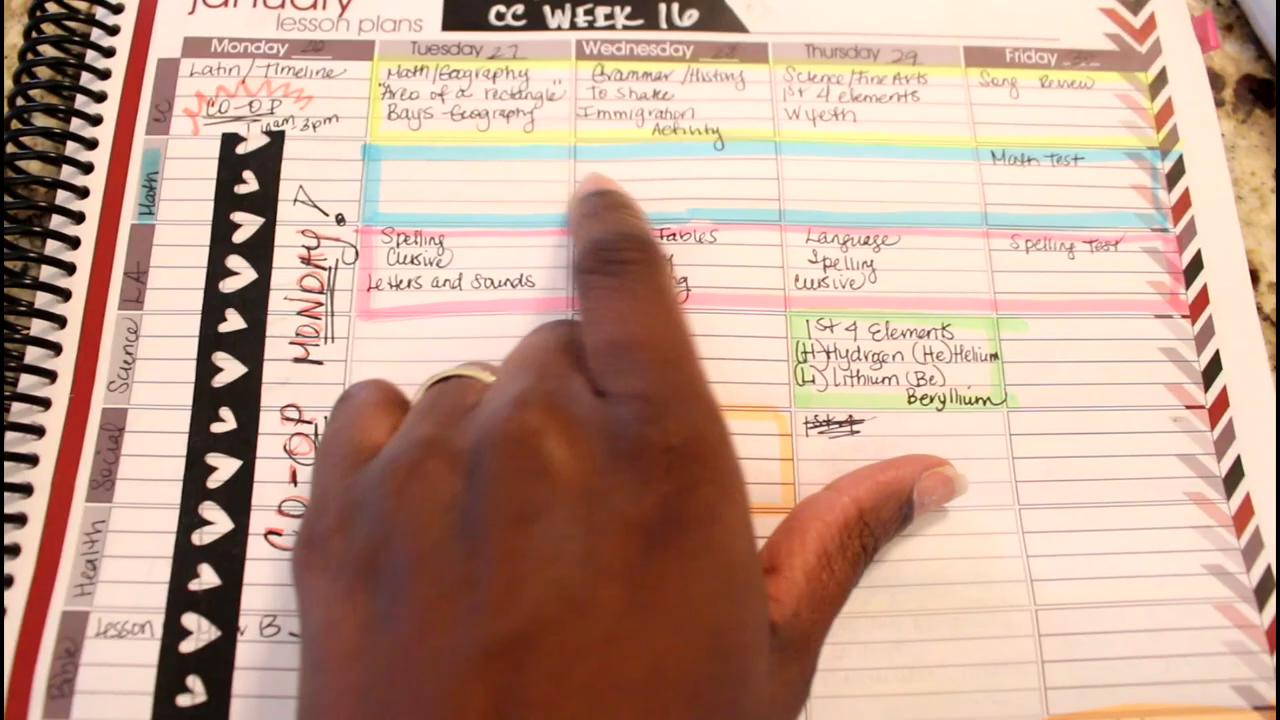 January
lesson plans
CC WEEK 16
Monday
Tuesday 27
Wednesday 28
Thursday 29
Friday
CC
Latin/Timeline
CO-OP
Math/Geography
"Area of a rectangle"
Bays Geography
Grammar/History
To Shake
Immigration
Activity
Science/Fine Arts
1st 4 elements
Wyeth
Song Review
Math
Math Test
LA
Spelling
Cursive
Letters and Sounds
Tables
Language
Spelling
Cursive
Spelling Test
Science
1st 4 Elements
(H) Hydrgen (He) Helium
(Li) Lithium (Be)
Beryllium
Social
Health
Bible
Lesson
B
CO-OP MONDAY!